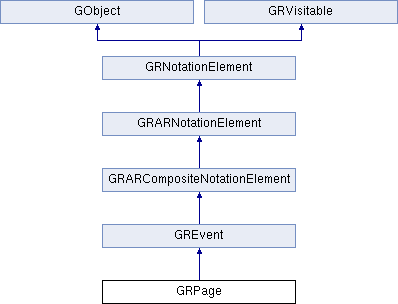 GObject
GRVisitable
GRNotationElement
GRARNotationElement
GRARCompositeNotationElement
GREvent
GRPage